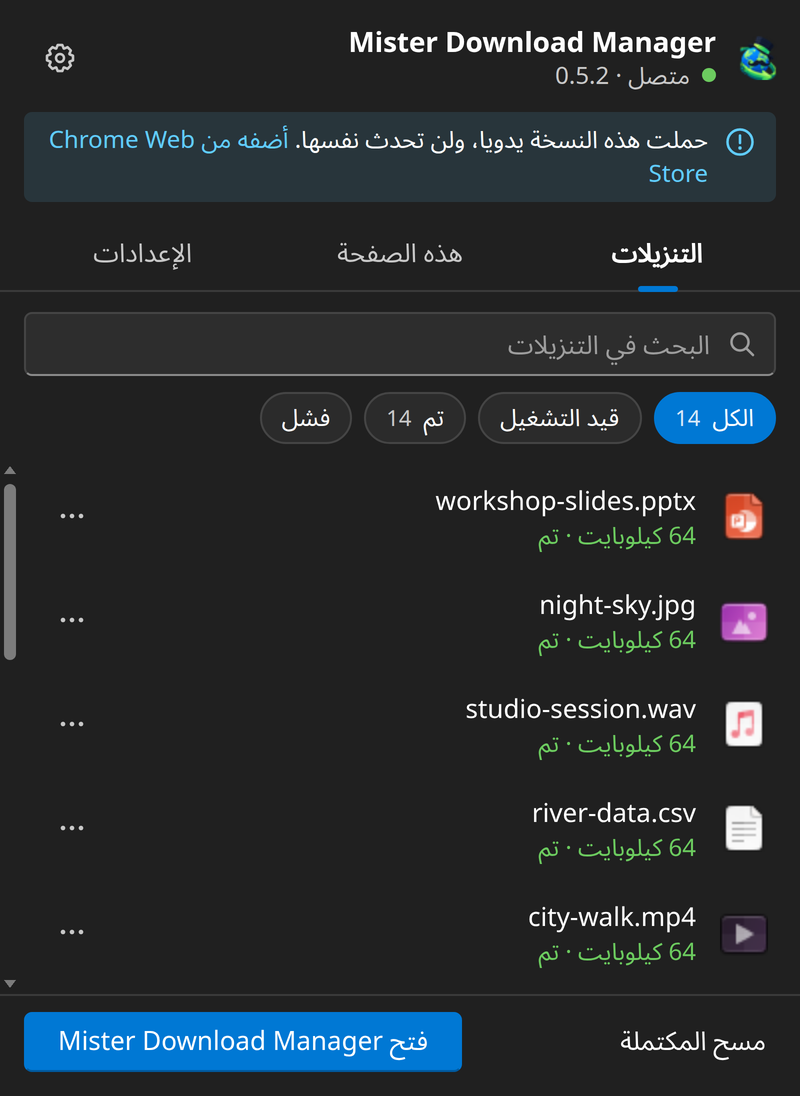 Mister Download Manager
متصل · 0.5.2
حملت هذه النسخة يدويا، ولن تحدث نفسها. أضفه من Chrome Web
Store
التنزيلات
هذه الصفحة
الإعدادات
البحث في التنزيلات
الكل 14
قيد التشغيل
تم 14
فشل
workshop-slides.pptx
64 كيلوبايت · تم
night-sky.jpg
64 كيلوبايت · تم
studio-session.wav
64 كيلوبايت · تم
river-data.csv
64 كيلوبايت · تم
city-walk.mp4
64 كيلوبايت · تم
مسح المكتملة
فتح Mister Download Manager